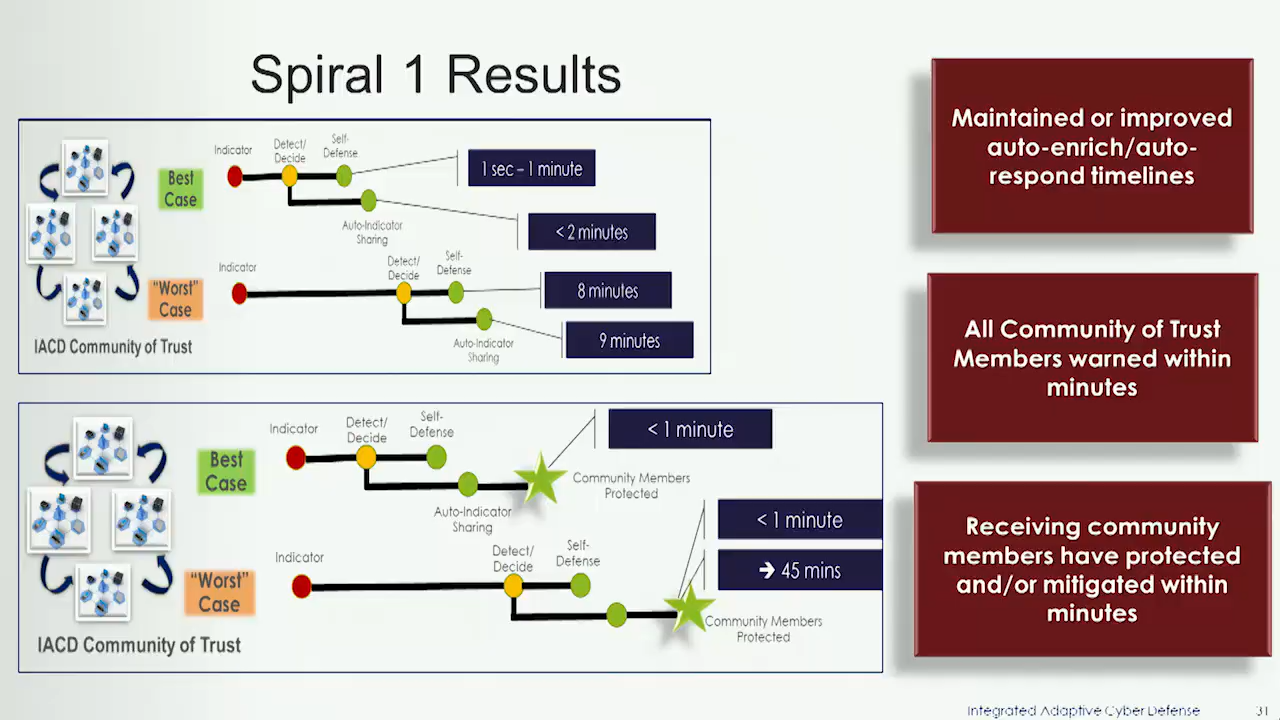 Spiral 1 Results
Indicator
Detect/
Decide
Self-
Defense
Best
Case
1 sec – 1 minute
Auto-Indicator
Sharing
< 2 minutes
Indicator
Detect/
Decide
Self-
Defense
“Worst”
Case
8 minutes
9 minutes
Auto-Indicator
Sharing
IACD Community of Trust
Indicator
Detect/
Decide
Self-
Defense
< 1 minute
Best
Case
Community Members
Protected
Auto-Indicator
Sharing
< 1 minute
Indicator
Detect/
Decide
Self-
Defense
➔ 45 mins
“Worst”
Case
Community Members
Protected
IACD Community of Trust
Maintained or improved
auto-enrich/auto-
respond timelines
All Community of Trust
Members warned within
minutes
Receiving community
members have protected
and/or mitigated within
minutes
Integrated Adaptive Cyber Defense
31